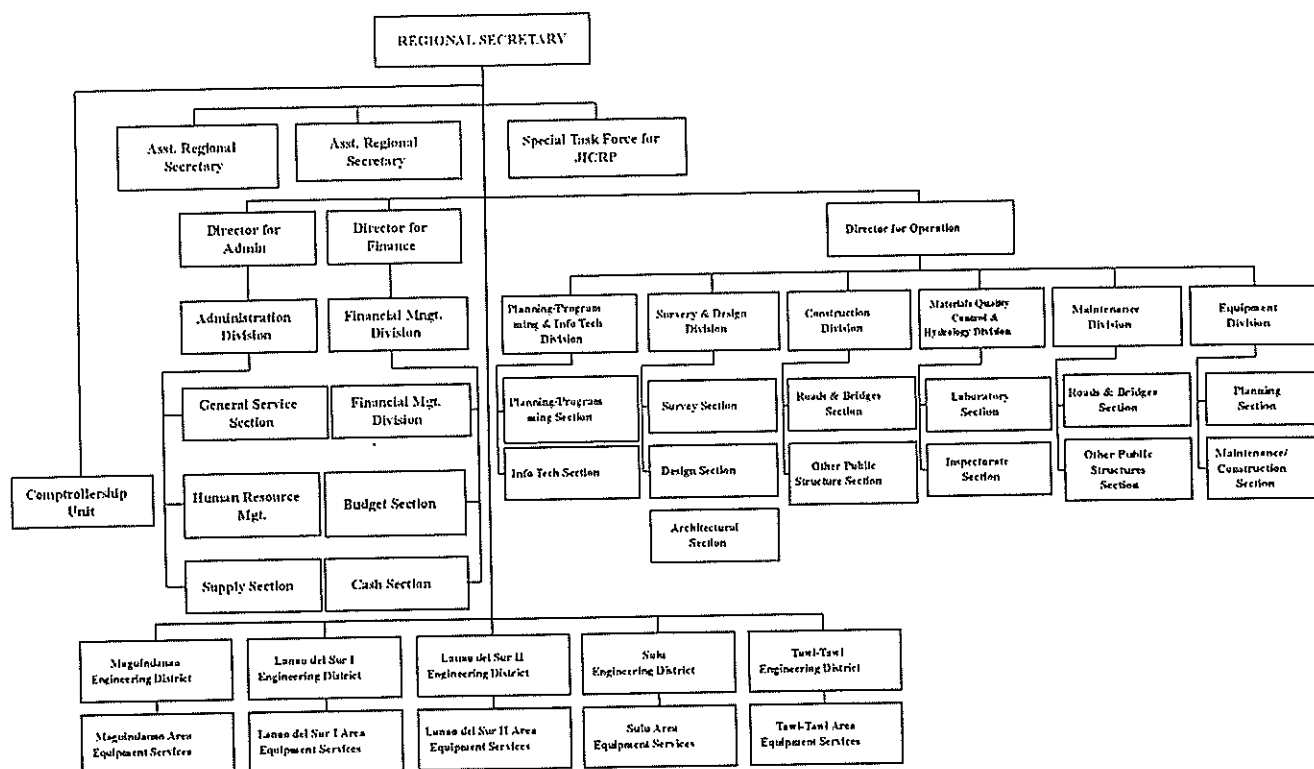 REGIONAL SECRETARY
Asst. Regional
Secretary
Asst. Regional
Secretary
Special Task Force for
JICRP
Director for
Admin
Director for
Finance
Director for Operation
Administration
Division
Financial Mngt.
Division
Planning-Program
ming & Info Tech
Division
Survery & Design
Division
Construction
Division
Materials Quality
Control &
Hydrology Division
Maintenance
Division
Equipment
Division
General Service
Section
Financial Mgt.
Division
Planning-Program
ming Section
Survey Section
Roads & Bridges
Section
Laboratory
Section
Roads & Bridges
Section
Planning
Section
Info Tech Section
Design Section
Other Public
Structure Section
Inspectorate
Section
Other Public
Structures
Section
Maintenance/
Construction
Section
Comptrollership
Unit
Human Resource
Mgt.
Budget Section
Architectural
Section
Supply Section
Cash Section
Maguindanao
Engineering District
Lanao del Sur I
Engineering District
Lanao del Sur II
Engineering District
Sulu
Engineering District
Tawi-Tawi
Engineering District
Maguindanao Area
Equipment Services
Lanao del Sur I Area
Equipment Services
Lanao del Sur II Area
Equipment Services
Sulu Area
Equipment Services
Tawi-Tawi Area
Equipment Services